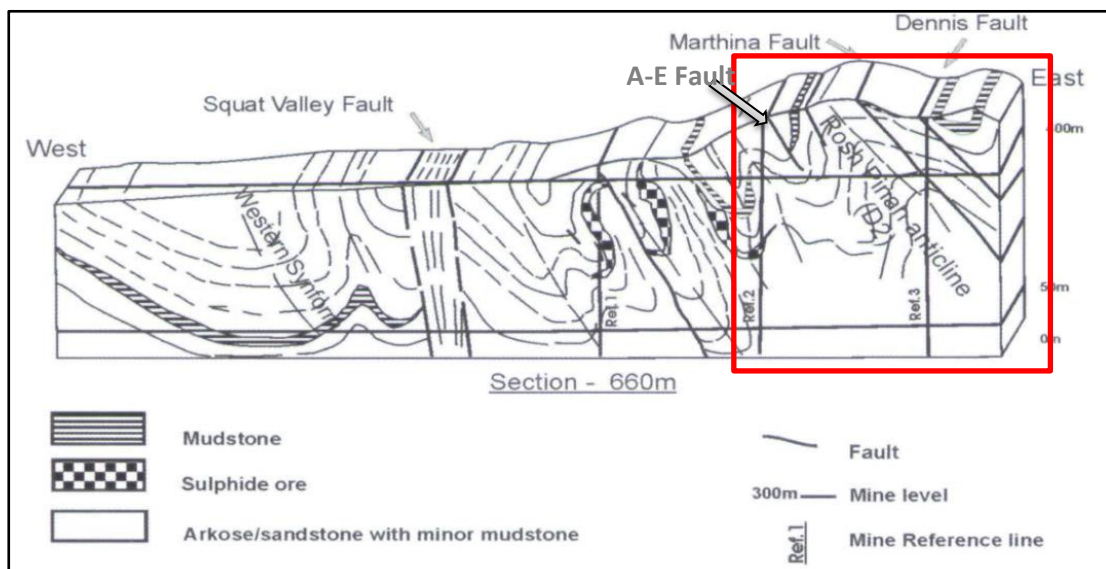 Dennis Fault
Marthina Fault
A-E Fault
East
Squat Valley Fault
West
400m
Western Synform
Rosh Pinah anticline
(D2)
Ref.1
Ref.2
Ref.3
50m
0m
Section - 660m
Mudstone
Sulphide ore
Arkose/sandstone with minor mudstone
Fault
300m Mine level
Ref.1 Mine Reference line